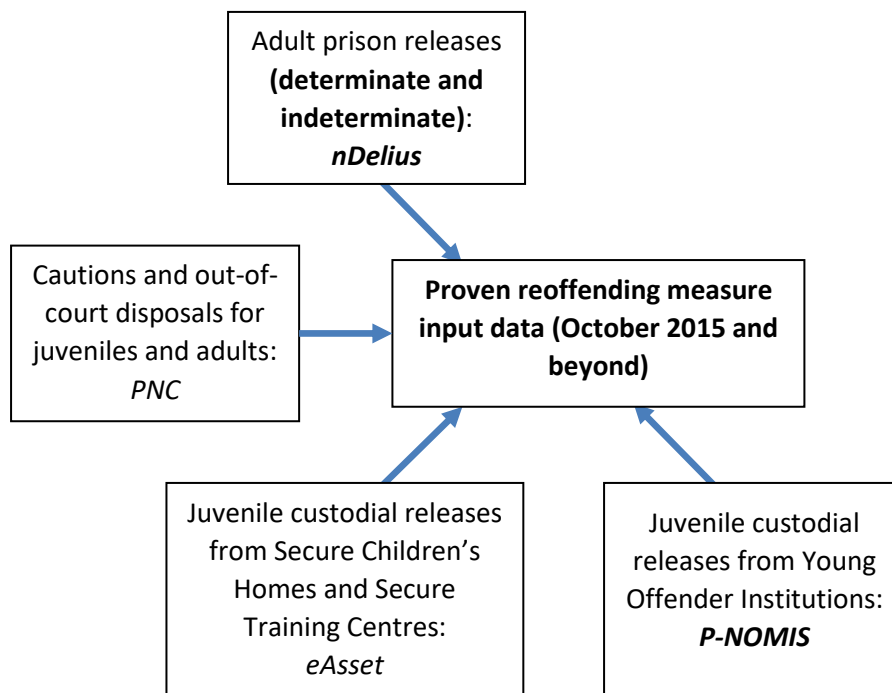 Adult prison releases
(determinate and
indeterminate):
nDelius
Cautions and out-of-
court disposals for
juveniles and adults:
PNC
Proven reoffending measure
input data (October 2015 and
beyond)
Juvenile custodial releases
from Secure Children’s
Homes and Secure
Training Centres:
eAsset
Juvenile custodial
releases from Young
Offender Institutions:
P-NOMIS